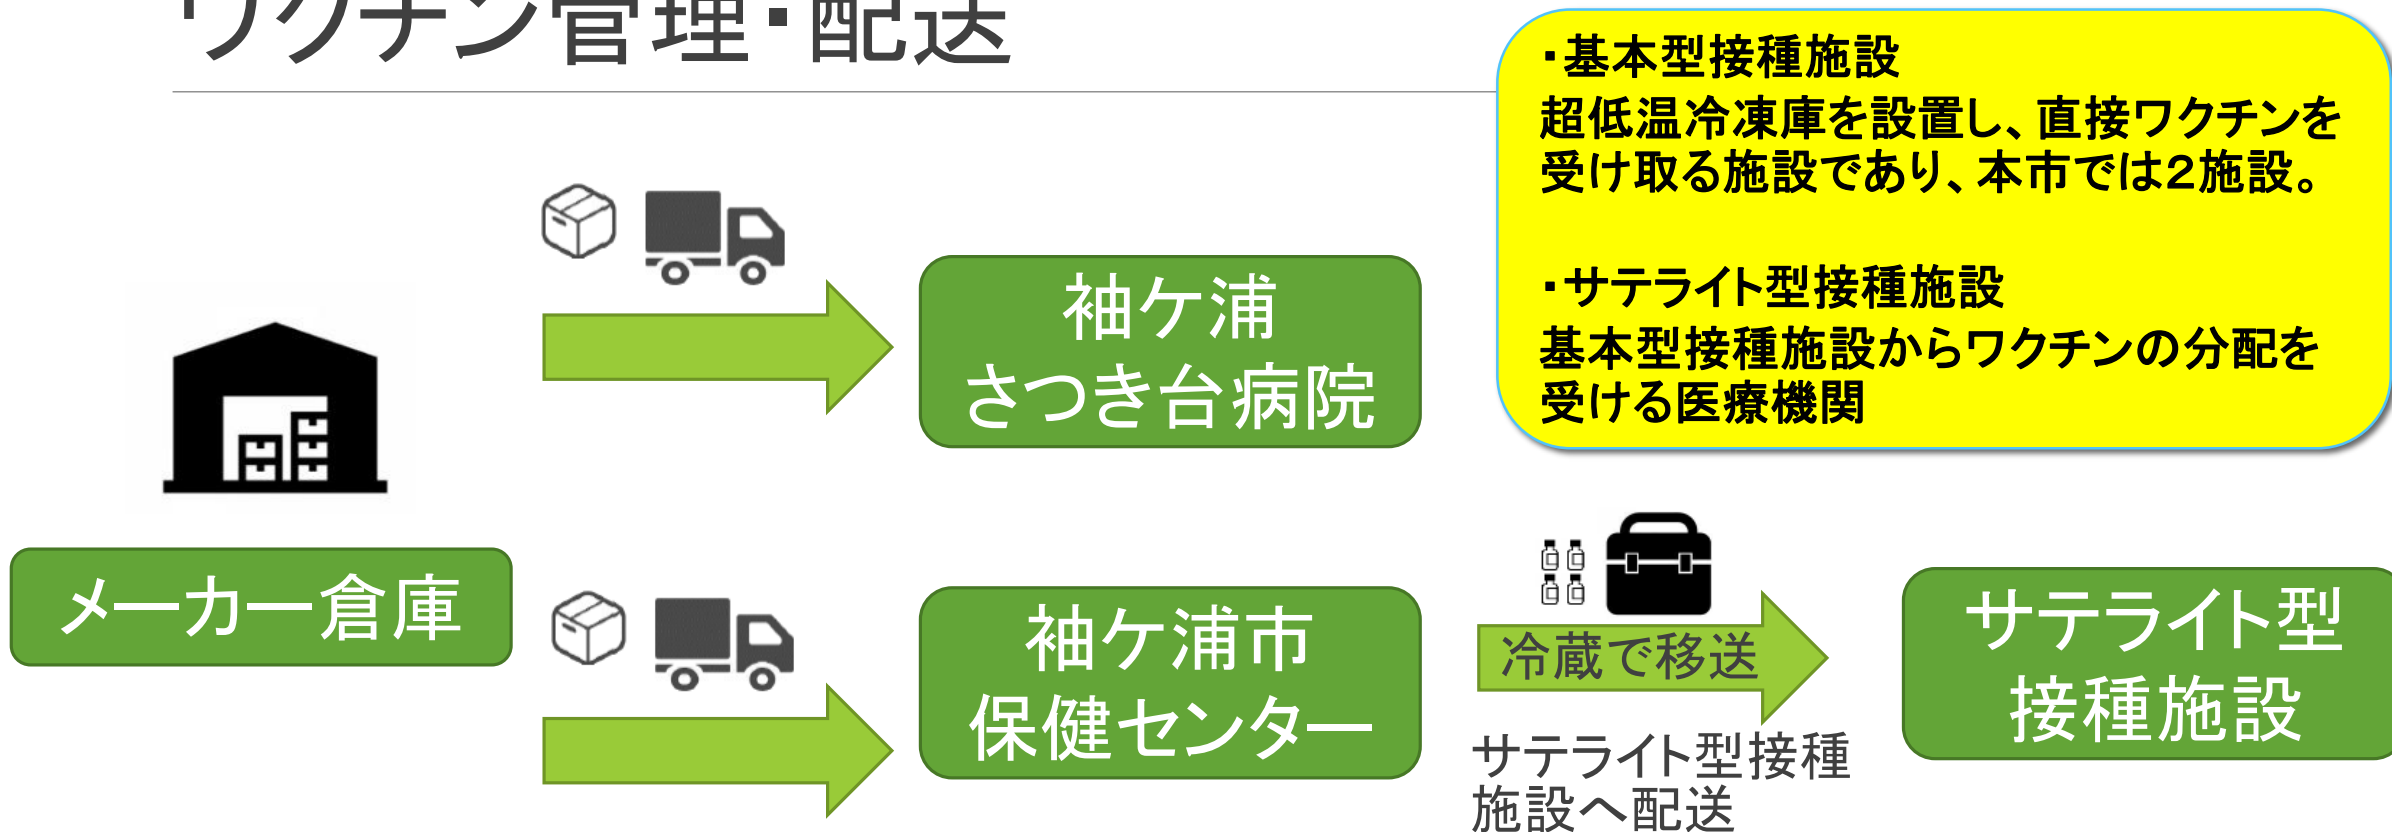 ワクチン管理・配送
・基本型接種施設
超低温冷凍庫を設置し、直接ワクチンを
受け取る施設であり、本市では２施設。
・サテライト型接種施設
基本型接種施設からワクチンの分配を
受ける医療機関
袖ケ浦
さつき台病院
メーカー倉庫
袖ケ浦市
保健センター
冷蔵で移送
サテライト型接種
施設へ配送
サテライト型
接種施設